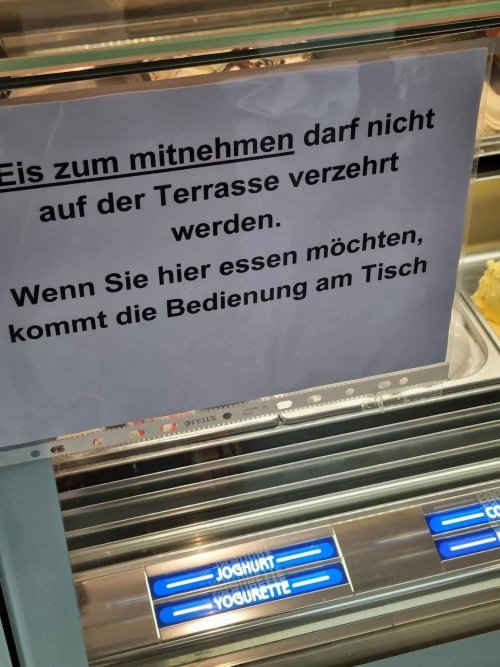 Eis zum mitnehmen darf nicht
auf der Terrasse verzehrt
werden.
Wenn Sie hier essen möchten,
kommt die Bedienung am Tisch
JOGHURT
YOGURETTE
CO